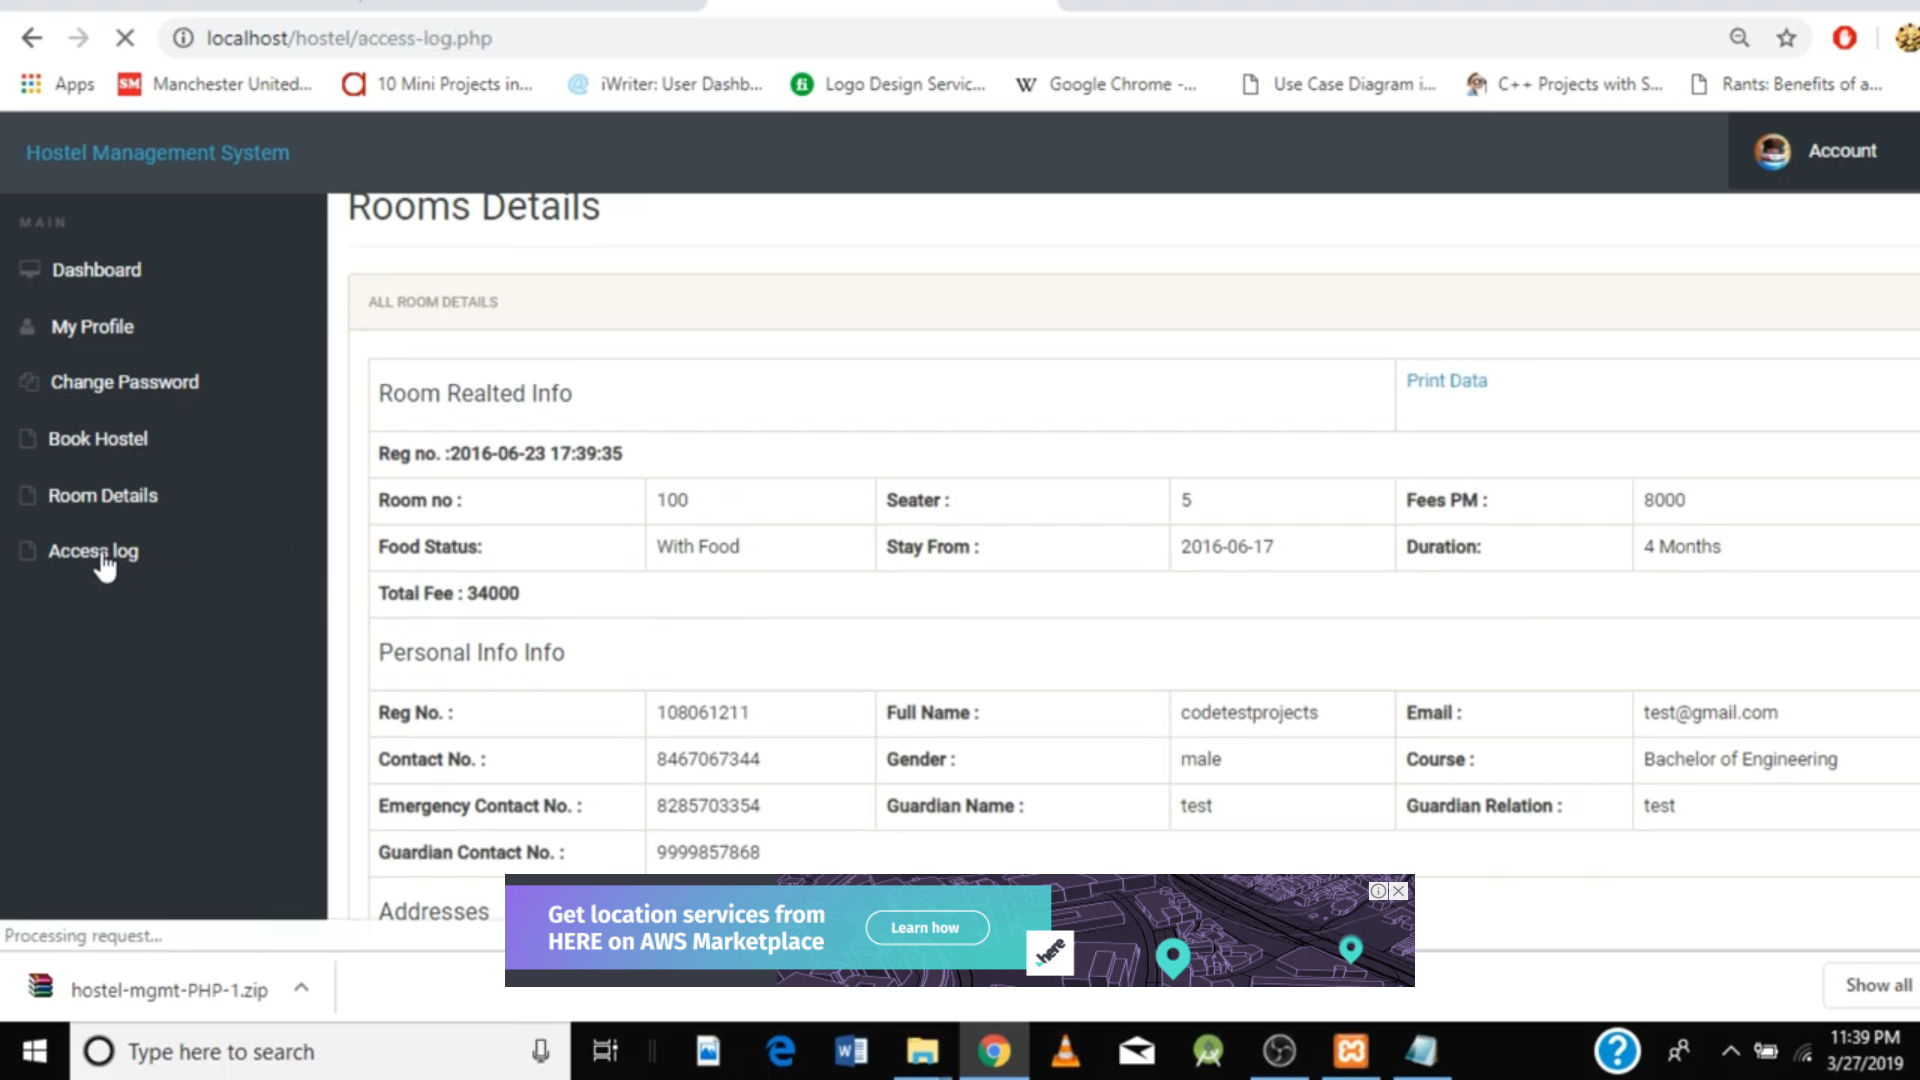 localhost/hostel/access-log.php
Apps SM Manchester United... 10 Mini Projects in... @ iWriter: User Dashb... fi Logo Design Servic... W Google Chrome -... Use Case Diagram i... C++ Projects with S... Rants: Benefits of a...
Hostel Management System
Account
MAIN
Dashboard
My Profile
Change Password
Book Hostel
Room Details
Access log
Rooms Details
ALL ROOM DETAILS
Room Realted Info Print Data
Reg no. :2016-06-23 17:39:35
Room no : 100 Seater : 5 Fees PM : 8000
Food Status: With Food Stay From : 2016-06-17 Duration: 4 Months
Total Fee : 34000
Personal Info Info
Reg No. : 108061211 Full Name : codetestprojects Email : test@gmail.com
Contact No. : 8467067344 Gender : male Course : Bachelor of Engineering
Emergency Contact No. : 8285703354 Guardian Name : test Guardian Relation : test
Guardian Contact No. : 9999857868
Addresses
Get location services from
HERE on AWS Marketplace
Learn how
here
Processing request...
hostel-mgmt-PHP-1.zip
Show all
Type here to search
11:39 PM
3/27/2019